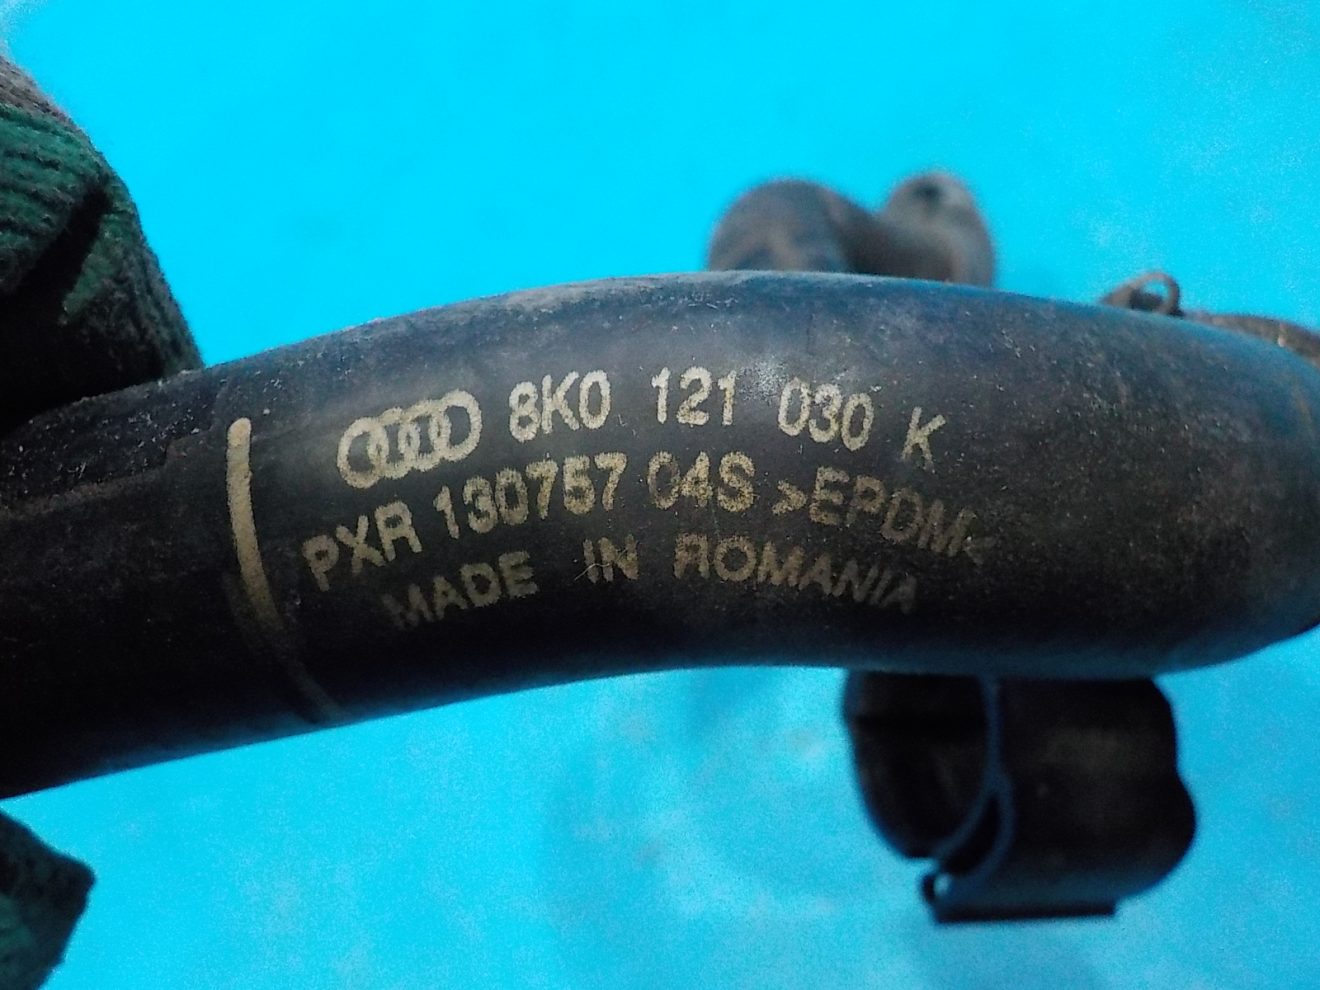 8K0 121 030 K
PXR 130757 04S >EPDM<
MADE IN ROMANIA